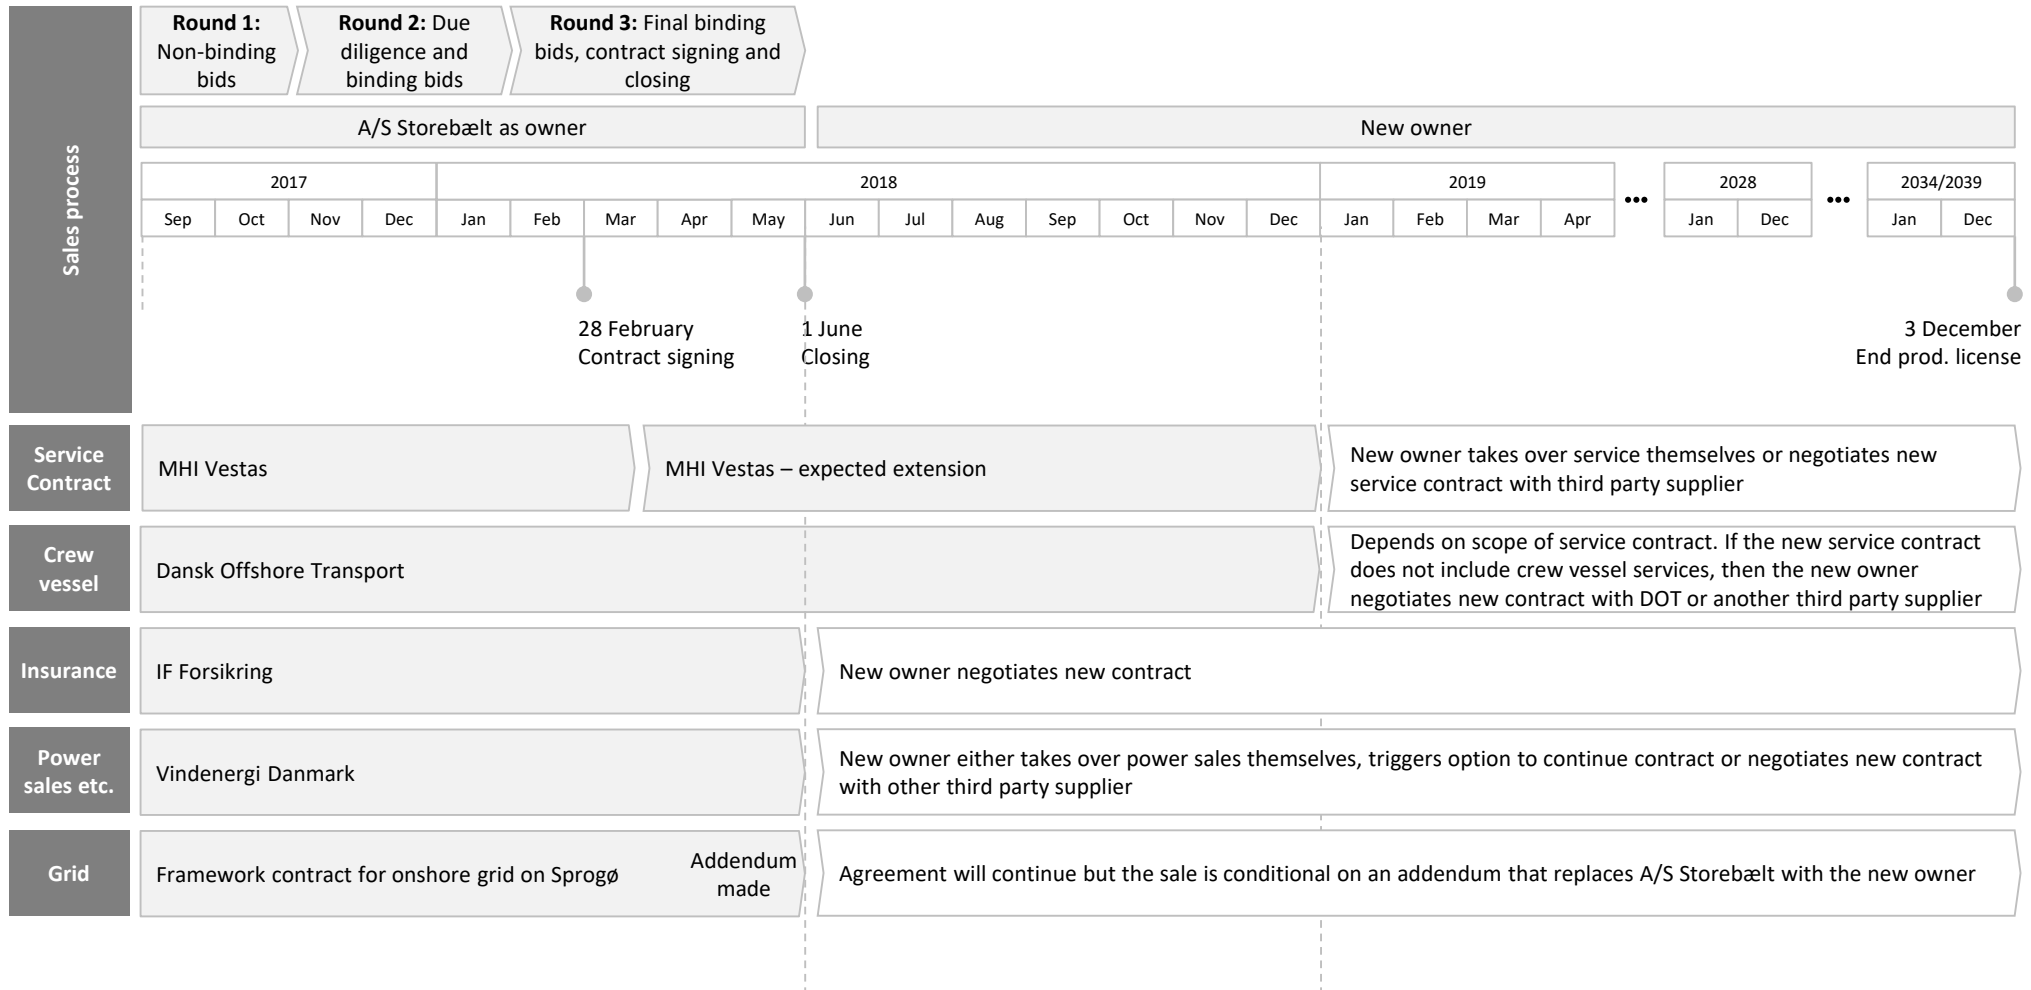 Sales process
Round 1:
Non-binding
bids
Round 2: Due
diligence and
binding bids
Round 3: Final binding
bids, contract signing and
closing
A/S Storebælt as owner
New owner
2017
2018
2019
•••
2028
•••
2034/2039
Sep Oct Nov Dec Jan Feb Mar Apr May Jun Jul Aug Sep Oct Nov Dec Jan Feb Mar Apr Jan Dec Jan Dec
28 February
Contract signing
1 June
Closing
3 December
End prod. license
Service
Contract
MHI Vestas
MHI Vestas – expected extension
New owner takes over service themselves or negotiates new
service contract with third party supplier
Crew
vessel
Dansk Offshore Transport
Depends on scope of service contract. If the new service contract
does not include crew vessel services, then the new owner
negotiates new contract with DOT or another third party supplier
Insurance
IF Forsikring
New owner negotiates new contract
Power
sales etc.
Vindenergi Danmark
New owner either takes over power sales themselves, triggers option to continue contract or negotiates new contract
with other third party supplier
Grid
Framework contract for onshore grid on Sprogø
Addendum
made
Agreement will continue but the sale is conditional on an addendum that replaces A/S Storebælt with the new owner